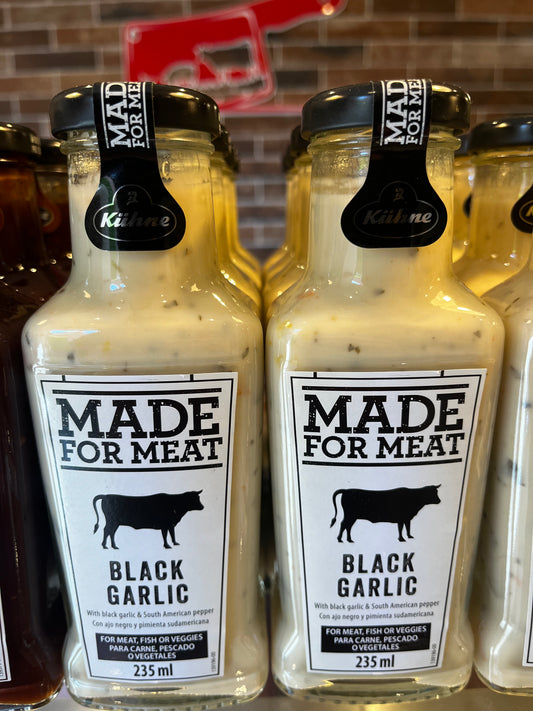 MADE
FOR MEAT
Kühne
MADE
FOR MEAT
BLACK
GARLIC
With black garlic & South American pepper
Con ajo negro y pimienta sudamericana
FOR MEAT, FISH OR VEGGIES
PARA CARNE, PESCADO
O VEGETALES
235 ml
MADE
FOR MEAT
Kühne
MADE
FOR MEAT
BLACK
GARLIC
With black garlic & South American pepper
Con ajo negro y pimienta sudamericana
FOR MEAT, FISH OR VEGGIES
PARA CARNE, PESCADO
O VEGETALES
235 ml